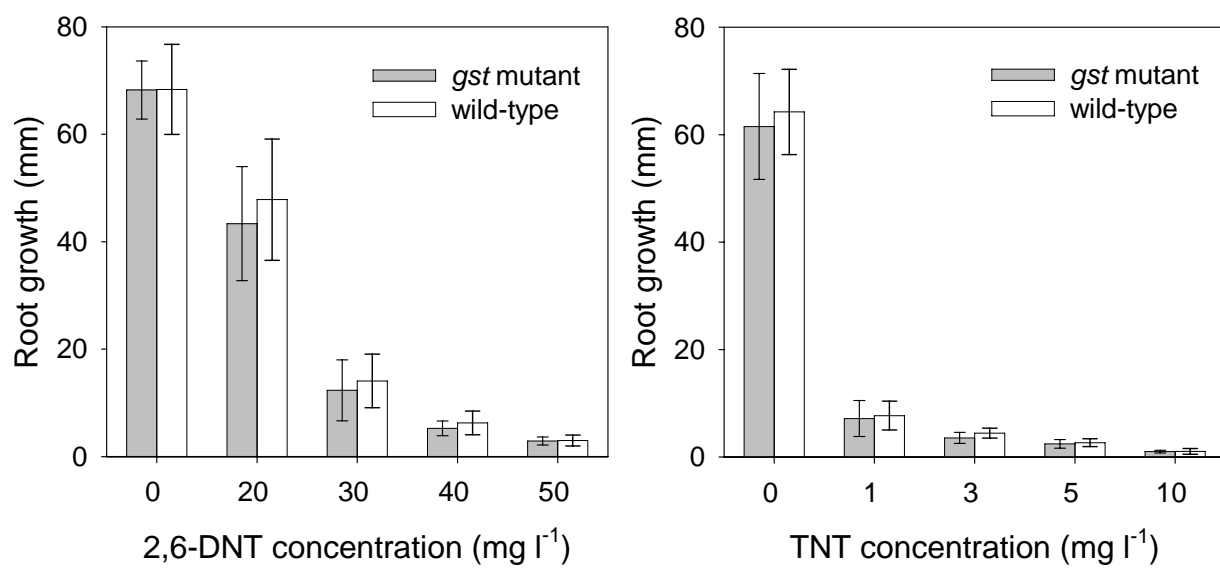 Root growth (mm)
80
60
40
20
0
gst mutant
wild-type
0 20 30 40 50
2,6-DNT concentration (mg l⁻¹)
Root growth (mm)
80
60
40
20
0
gst mutant
wild-type
0 1 3 5 10
TNT concentration (mg l⁻¹)